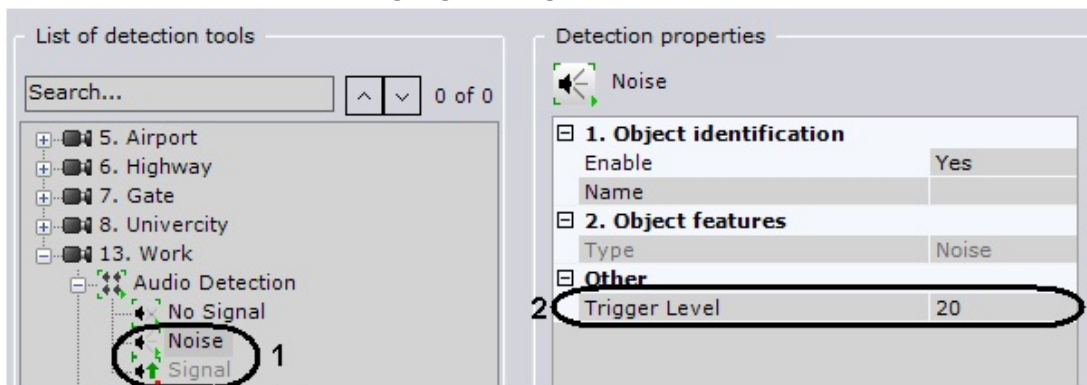 List of detection tools
Search...
0 of 0
5. Airport
6. Highway
7. Gate
8. Univercity
13. Work
Audio Detection
No Signal
Noise
Signal
1
Detection properties
Noise
1. Object identification
Enable Yes
Name
2. Object features
Type Noise
Other
2 Trigger Level 20